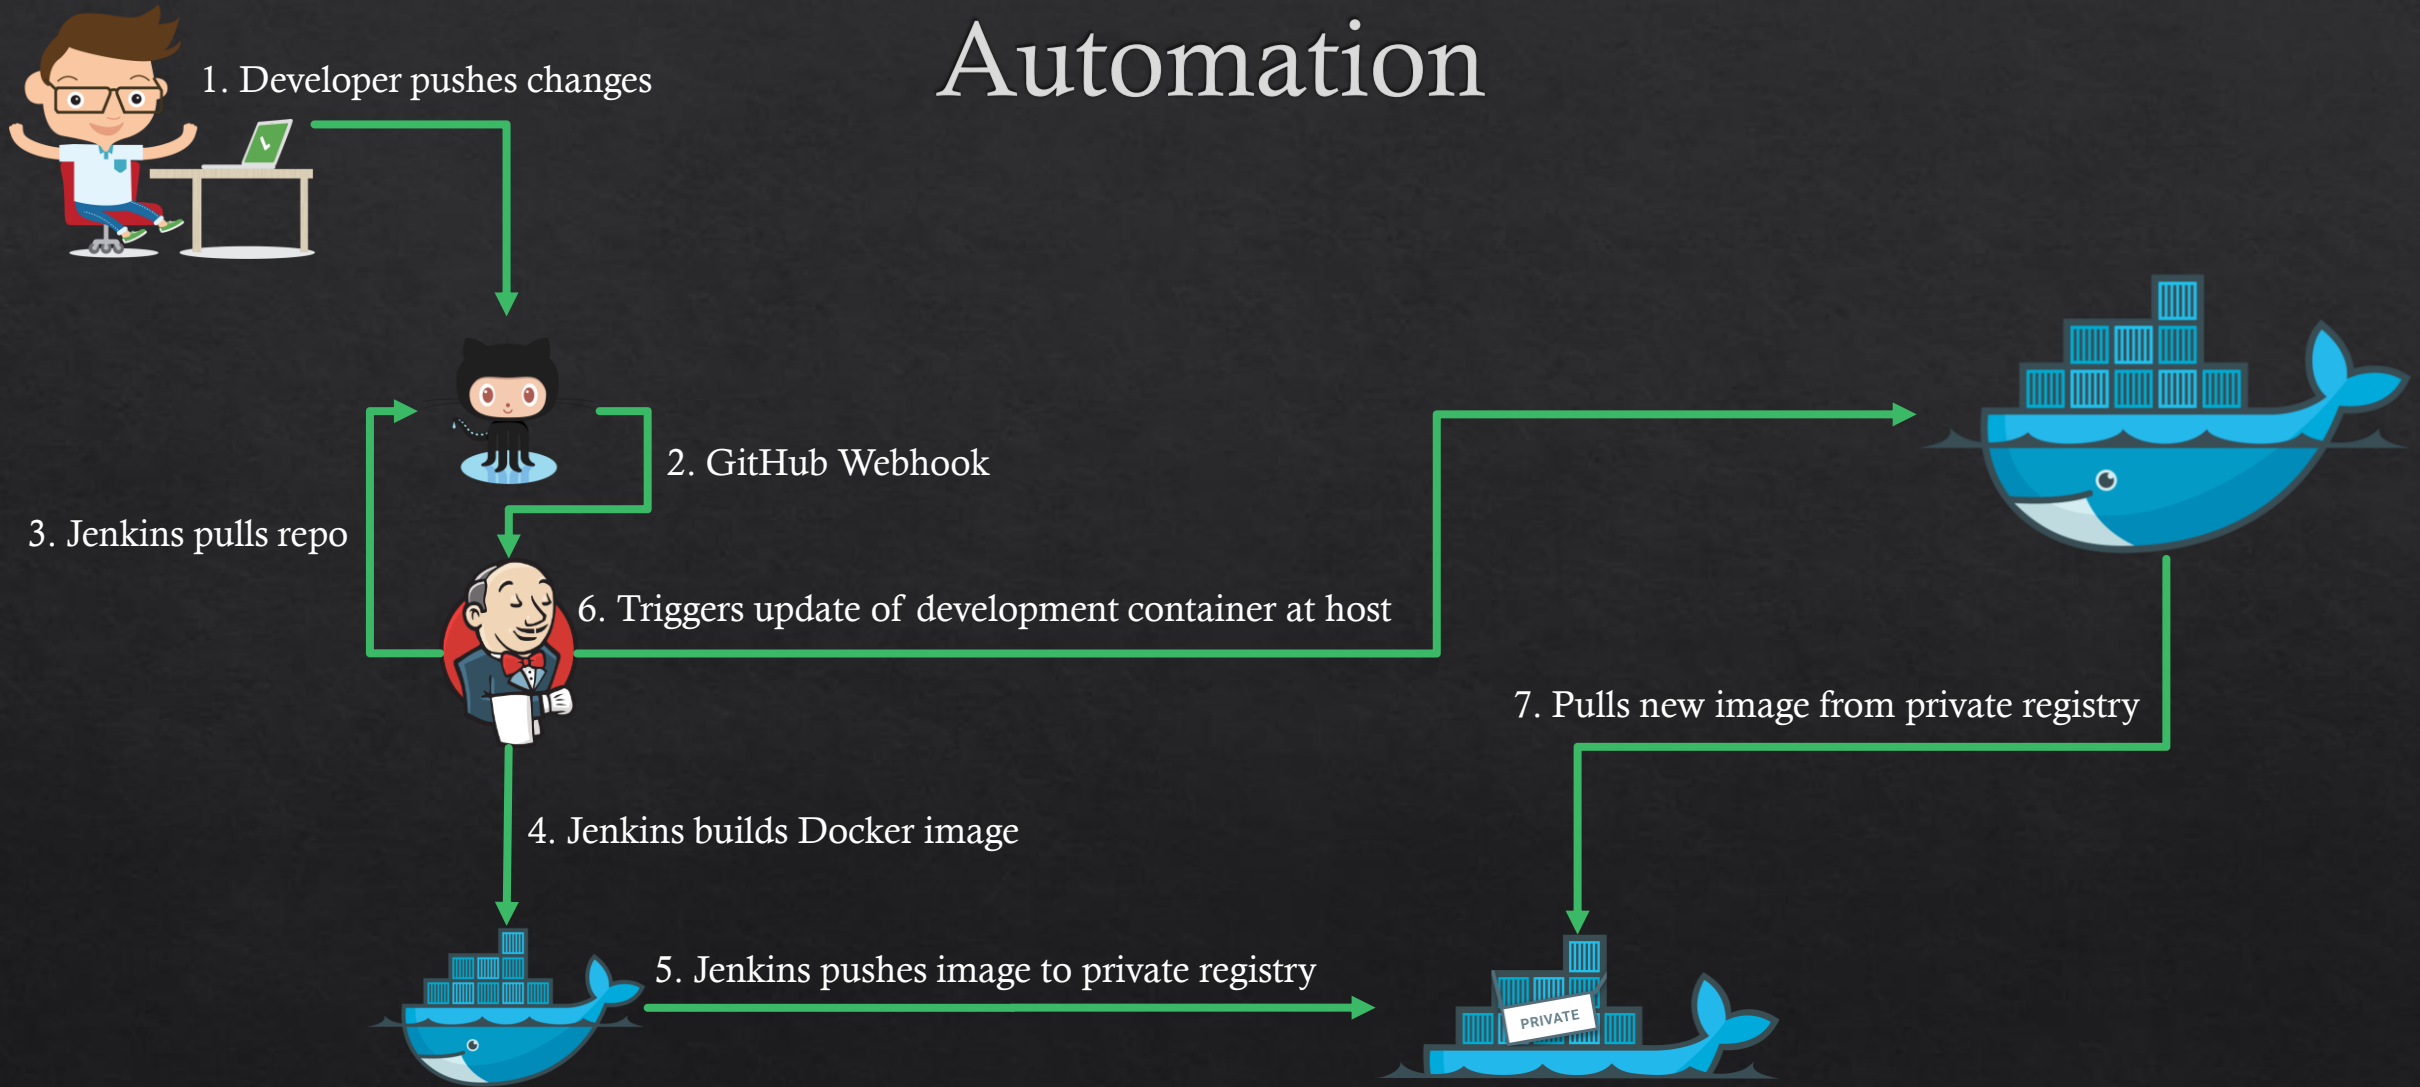 Automation
1. Developer pushes changes
2. GitHub Webhook
3. Jenkins pulls repo
6. Triggers update of development container at host
7. Pulls new image from private registry
4. Jenkins builds Docker image
5. Jenkins pushes image to private registry
PRIVATE